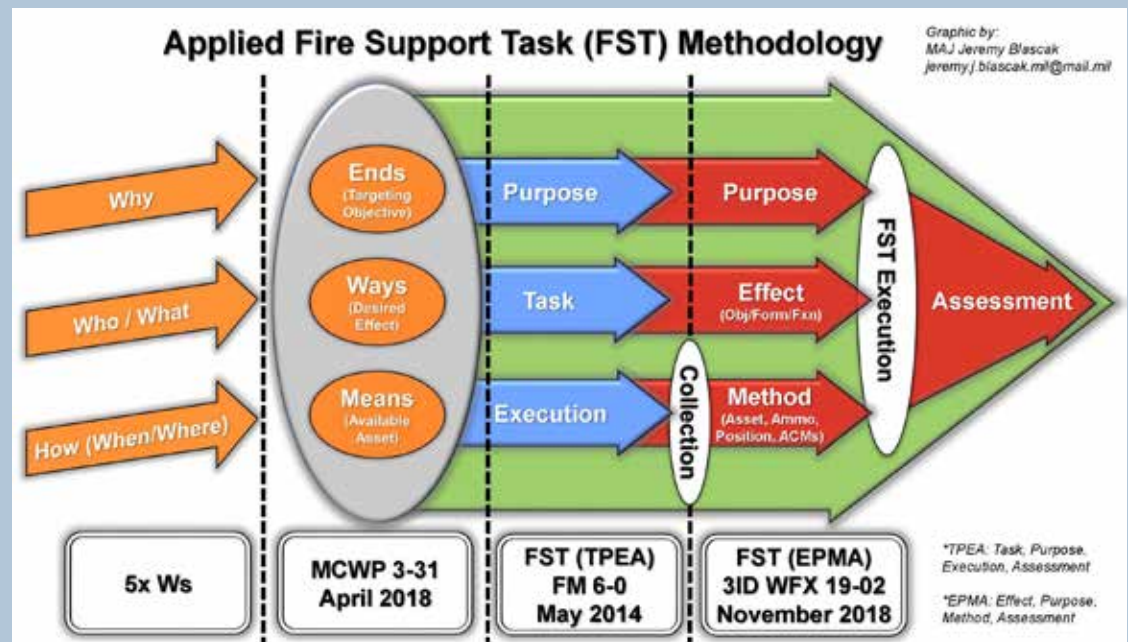 Applied Fire Support Task (FST) Methodology
Graphic by:
MAJ Jeremy Blascak
jeremy.j.blascak.mil@mail.mil
Why
Who / What
How (When/Where)
Ends
(Targeting
Objective)
Ways
(Desired
Effect)
Means
(Available
Asset)
Purpose
Task
Execution
Collection
Purpose
Effect
(Obj/Form/Fxn)
Method
(Asset, Ammo,
Position, ACMs)
FST Execution
Assessment
5x Ws
MCWP 3-31
April 2018
FST (TPEA)
FM 6-0
May 2014
FST (EPMA)
3ID WFX 19-02
November 2018
*TPEA: Task, Purpose,
Execution, Assessment
*EPMA: Effect, Purpose,
Method, Assessment